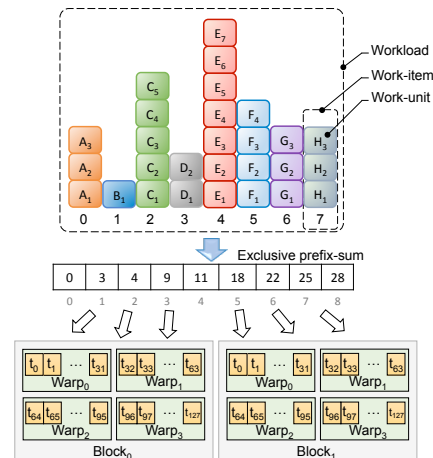 E₇
E₆
C₅ E₅
C₄ E₄ F₄
A₃ C₃ E₃ F₃ G₃ H₃
A₂ C₂ D₂ E₂ F₂ G₂ H₂
A₁ B₁ C₁ D₁ E₁ F₁ G₁ H₁
0 1 2 3 4 5 6 7
Workload
Work-item
Work-unit
Exclusive prefix-sum
0 3 4 9 11 18 22 25 28
0 1 2 3 4 5 6 7 8
t₀ t₁ ··· t₃₁ t₃₂ t₃₃ ··· t₆₃
Warp₀ Warp₁
t₆₄ t₆₅ ··· t₉₅ t₉₆ t₉₇ ··· t₁₂₇
Warp₂ Warp₃
Block₀
t₀ t₁ ··· t₃₁ t₃₂ t₃₃ ··· t₆₃
Warp₀ Warp₁
t₆₄ t₆₅ ··· t₉₅ t₉₆ t₉₇ ··· t₁₂₇
Warp₂ Warp₃
Block₁